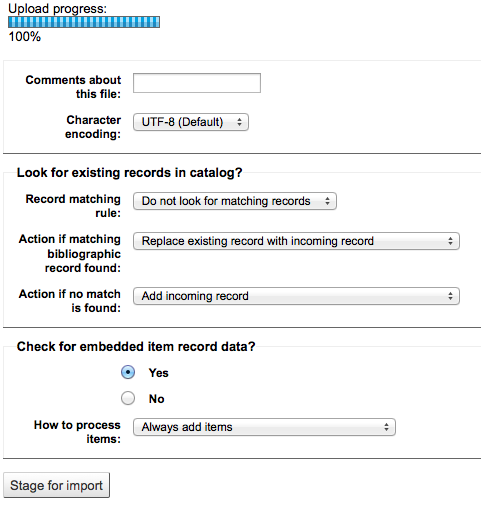 Upload progress:
100%
Comments about
this file:
Character
encoding:
UTF-8 (Default)
Look for existing records in catalog?
Record matching
rule:
Do not look for matching records
Action if matching
bibliographic
record found:
Replace existing record with incoming record
Action if no match
is found:
Add incoming record
Check for embedded item record data?
Yes
No
How to process
items:
Always add items
Stage for import